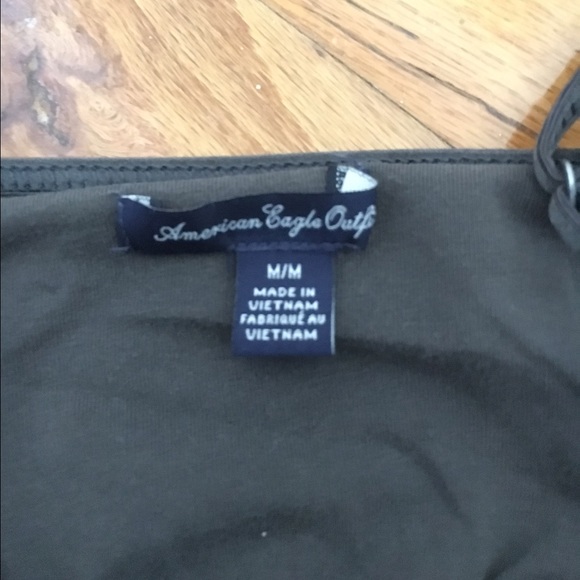 American Eagle Outf
M/M
MADE IN
VIETNAM
FABRIQUÉ AU
VIETNAM